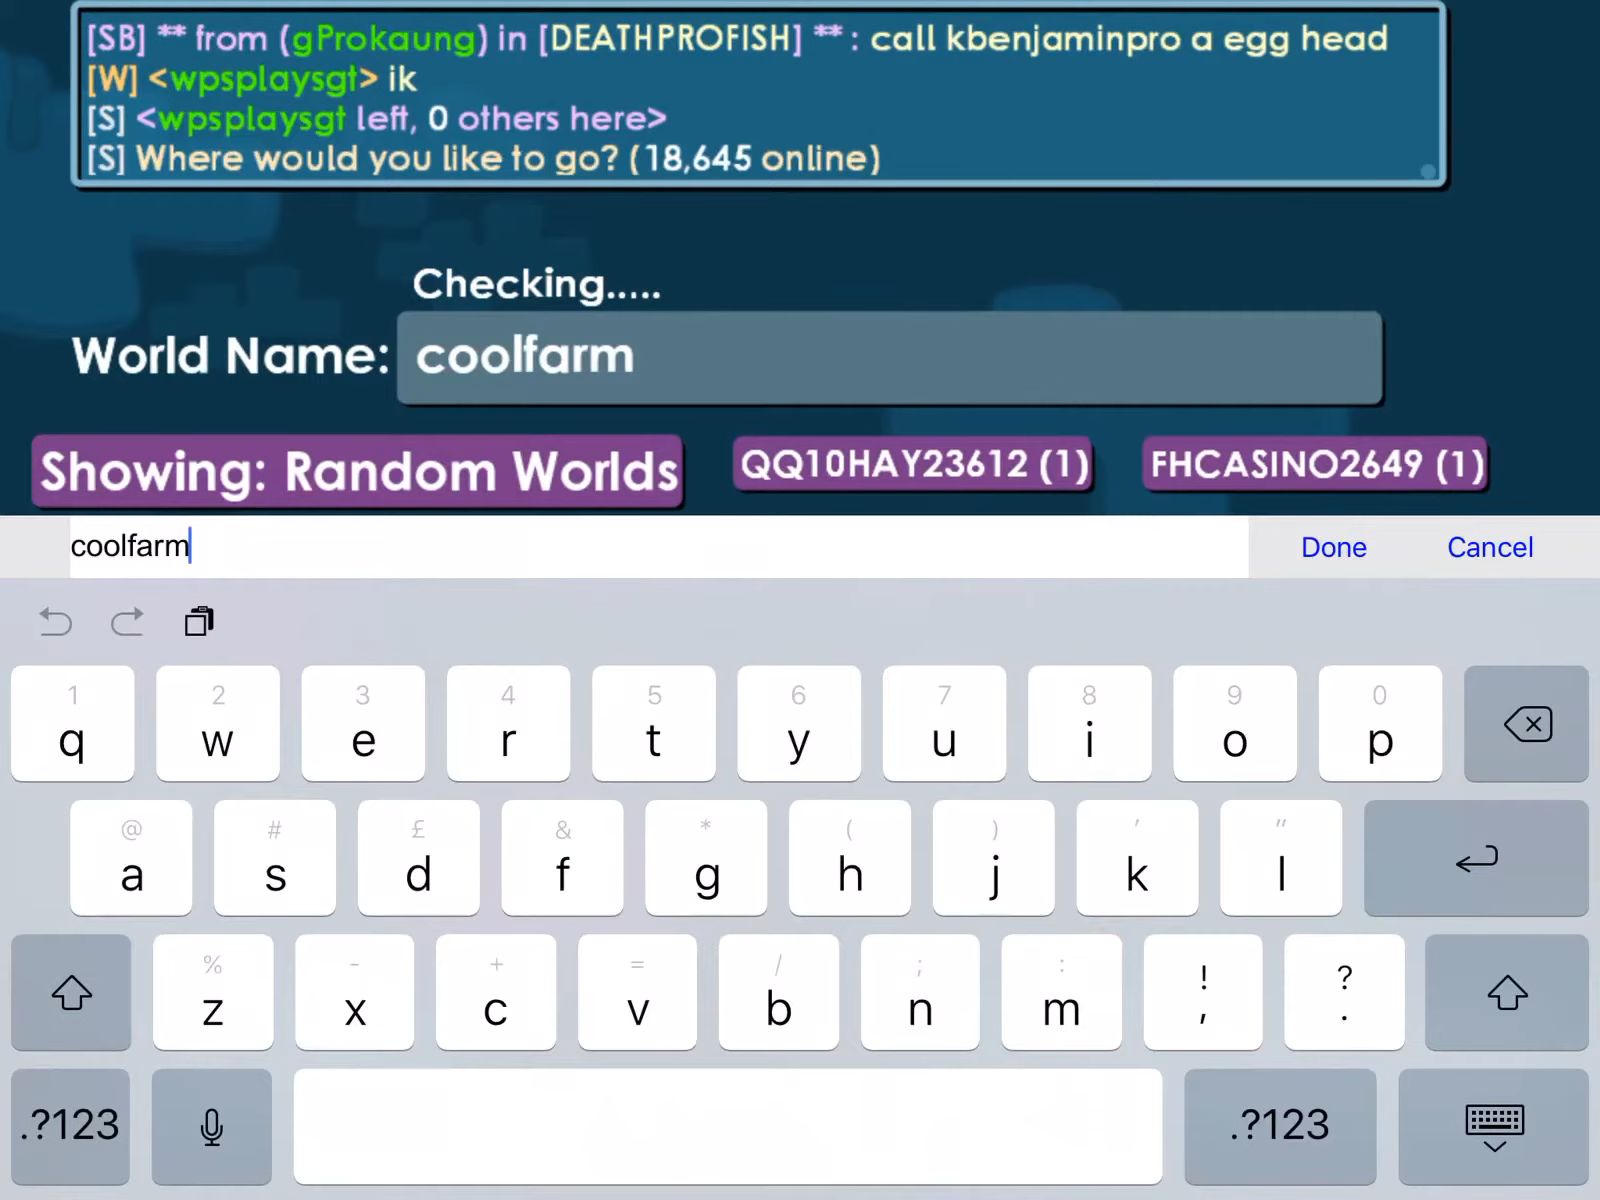 [SB] ** from (gProkaung) in [DEATHPROFISH] ** : call kbenjaminpro a egg head
[W] <wpsplaysgt> ik
[S] <wpsplaysgt left, 0 others here>
[S] Where would you like to go? (18,645 online)
Checking.....
World Name: coolfarm
Showing: Random Worlds QQ10HAY23612 (1) FHCASINO2649 (1)
coolfarm Done Cancel
1 2 3 4 5 6 7 8 9 0
q w e r t y u i o p
@ # £ & * ( ) ' "
a s d f g h j k l
% - + = / ; : ! ?
z x c v b n m , .
.?123 .?123